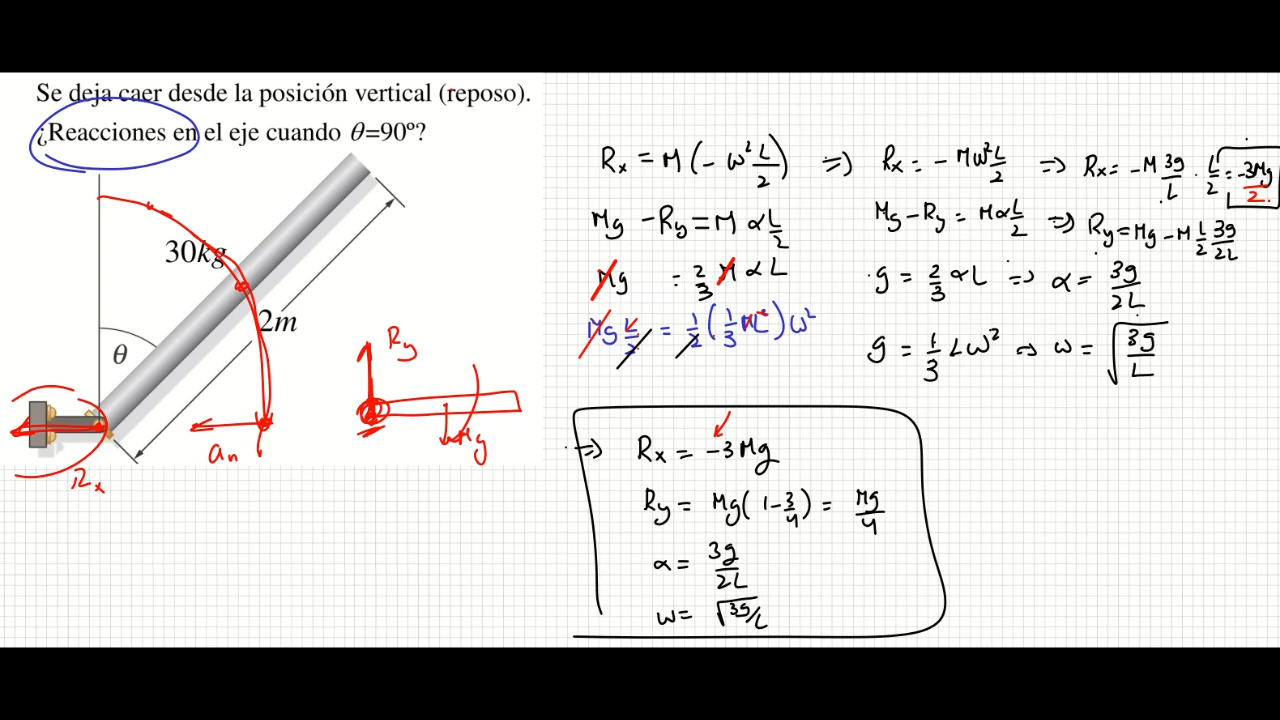 Se deja caer desde la posición vertical (reposo).
¿Reacciones en el eje cuando θ=90º?
30kg
2m
θ
an
Rx
Ry
Mg
Rx = M (- ω² L/2) => Rx = - Mω²L/2 => Rx = -M 3g/L · L/2 = -3Mg/2
Mg - Ry = M α L/2 Mg - Ry = Mα L/2 => Ry = Mg - M L/2 3g/2L
Mg = 2/3 M α L g = 2/3 αL => α = 3g/2L
Mg L/2 = 1/2 (1/3 ML²) ω² g = 1/3 Lω² => ω = √3g/L
=> Rx = -3Mg
Ry = Mg( 1 - 3/4 ) = Mg/4
α = 3g/2L
ω = √3g/L